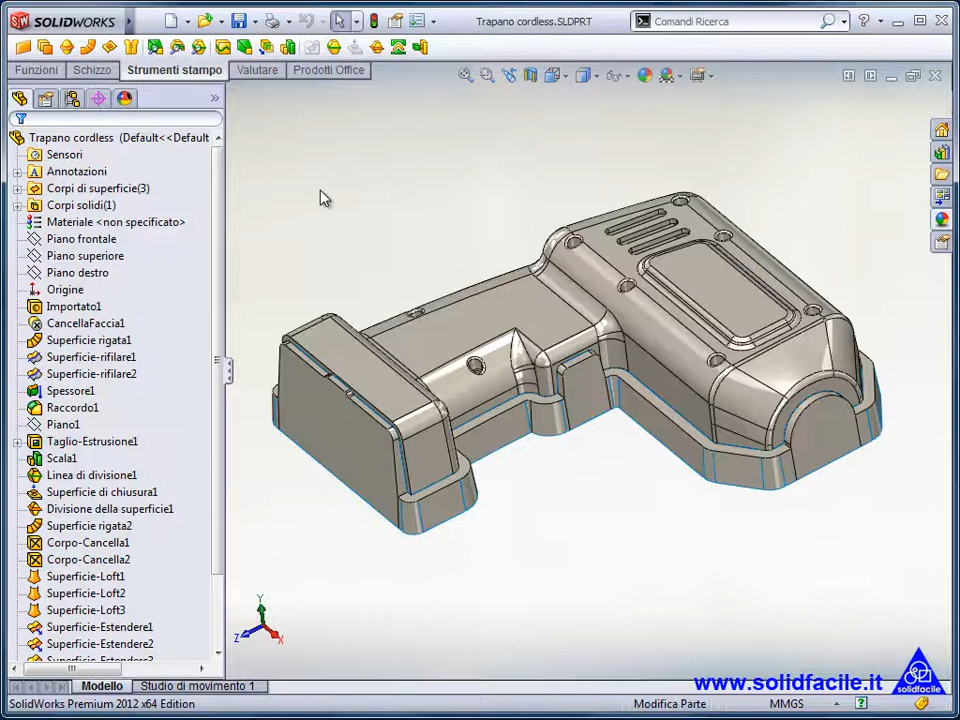 SOLIDWORKS
Trapano cordless.SLDPRT
Comandi Ricerca
Funzioni
Schizzo
Strumenti stampo
Valutare
Prodotti Office
Trapano cordless (Default<<Default
Sensori
Annotazioni
Corpi di superficie(3)
Corpi solidi(1)
Materiale <non specificato>
Piano frontale
Piano superiore
Piano destro
Origine
Importato1
CancellaFaccia1
Superficie rigata1
Superficie-rifilare1
Superficie-rifilare2
Spessore1
Raccordo1
Piano1
Taglio-Estrusione1
Scala1
Linea di divisione1
Superficie di chiusura1
Divisione della superficie1
Superficie rigata2
Corpo-Cancella1
Corpo-Cancella2
Superficie-Loft1
Superficie-Loft2
Superficie-Loft3
Superficie-Estendere1
Superficie-Estendere2
Superficie-Estendere3
Y
Z
X
Modello
Studio di movimento 1
www.solidfacile.it
solidfacile
SolidWorks Premium 2012 x64 Edition
Modifica Parte
MMGS